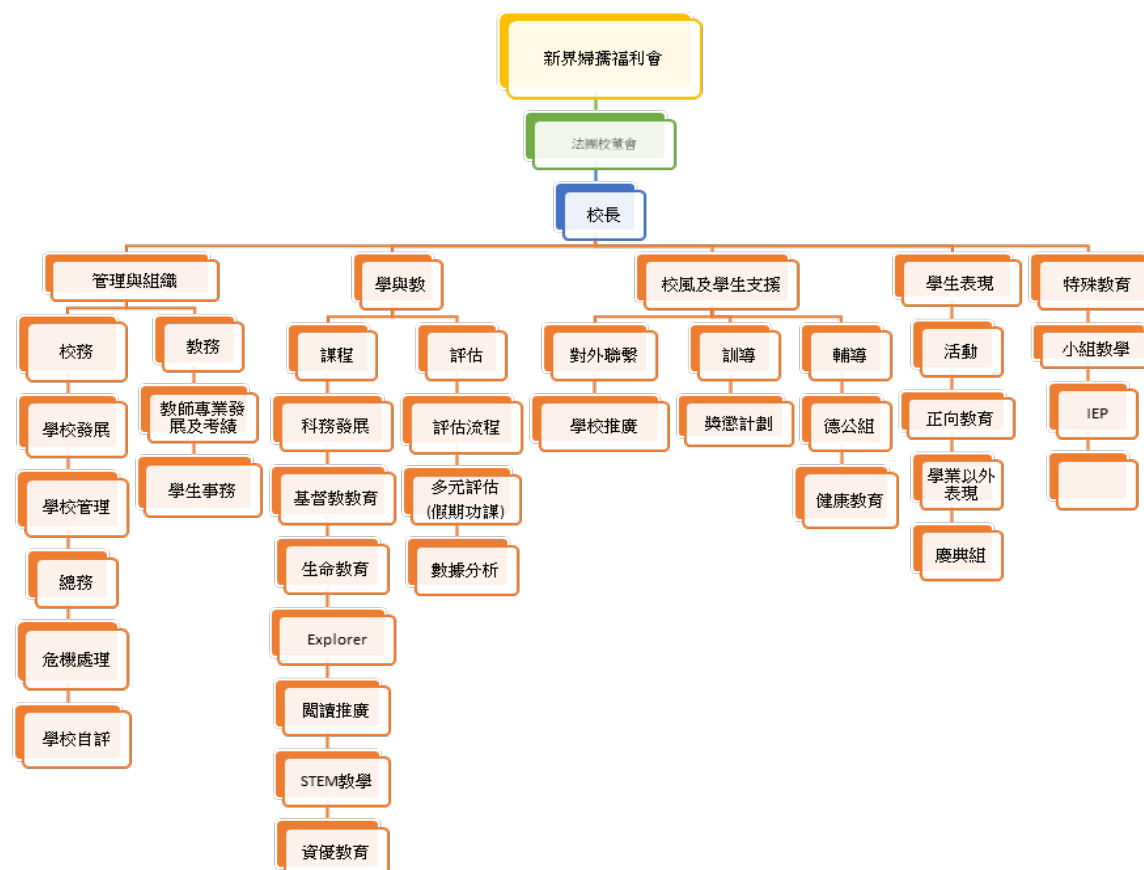 新界婦孺福利會
法團校董會
校長
管理與組織
學與教
校風及學生支援
學生表現
特殊教育
校務
教務
課程
評估
對外聯繫
訓導
輔導
活動
小組教學
學校發展
教師專業發
展及考績
科務發展
評估流程
學校推廣
獎懲計劃
德公組
正向教育
IEP
學校管理
學生事務
基督教教育
多元評估
(假期功課)
健康教育
學業以外
表現
總務
生命教育
數據分析
慶典組
危機處理
Explorer
學校自評
閱讀推廣
STEM教學
資優教育